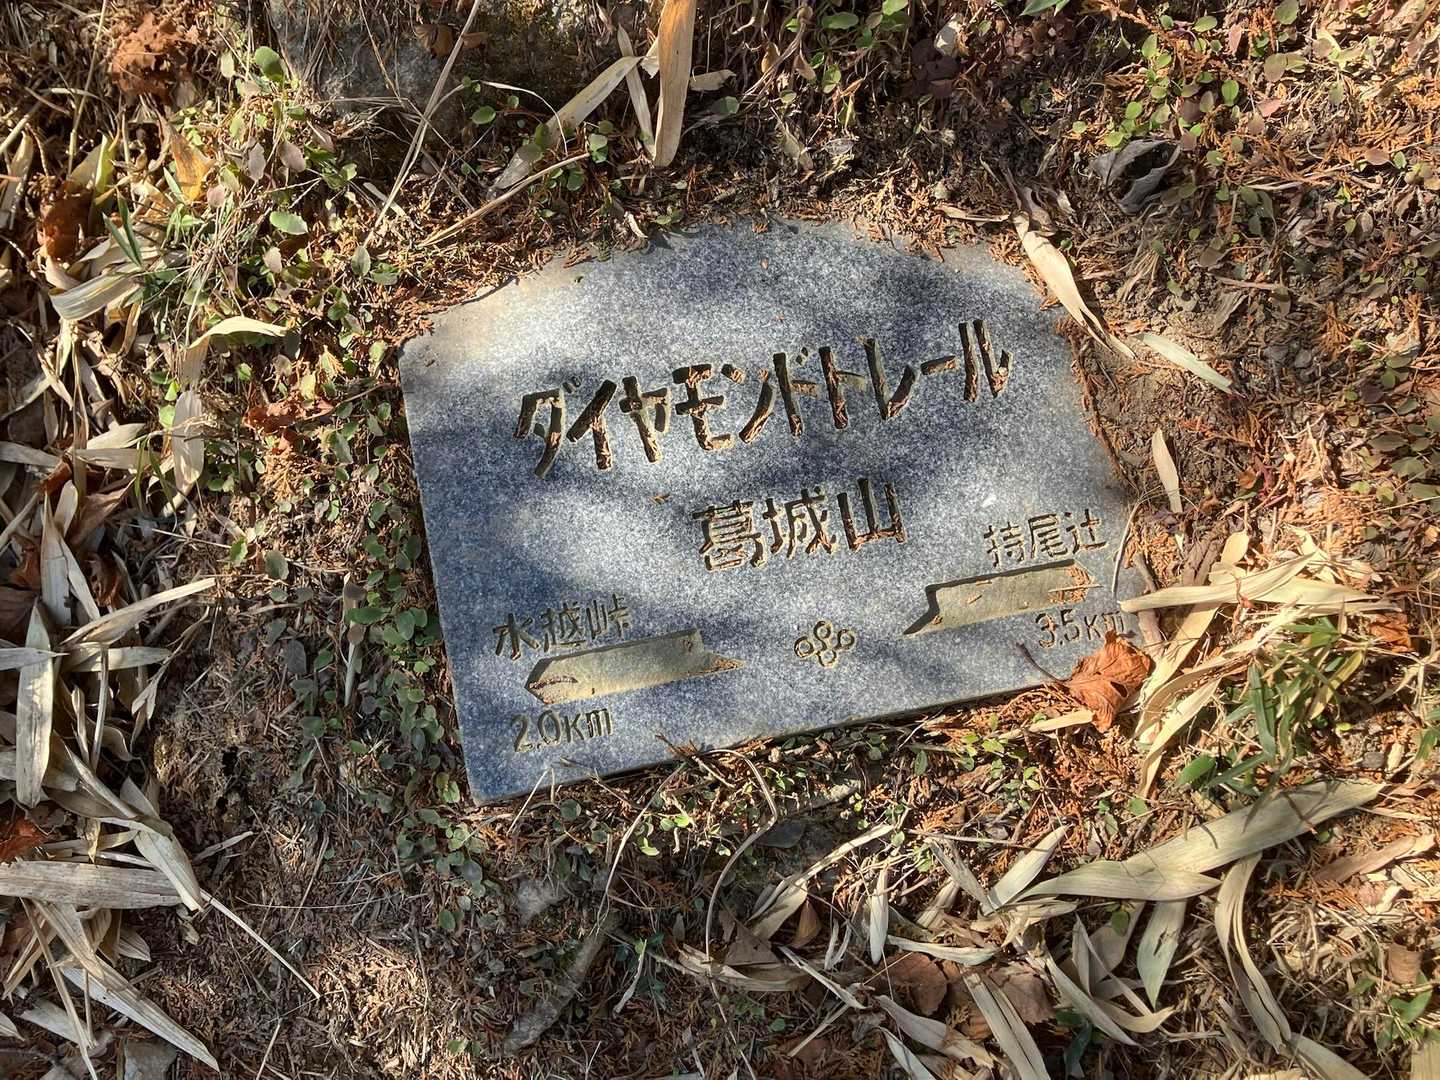 ダイヤモンドトレール
葛城山
持尾辻
3.5km
水越峠
2.0km